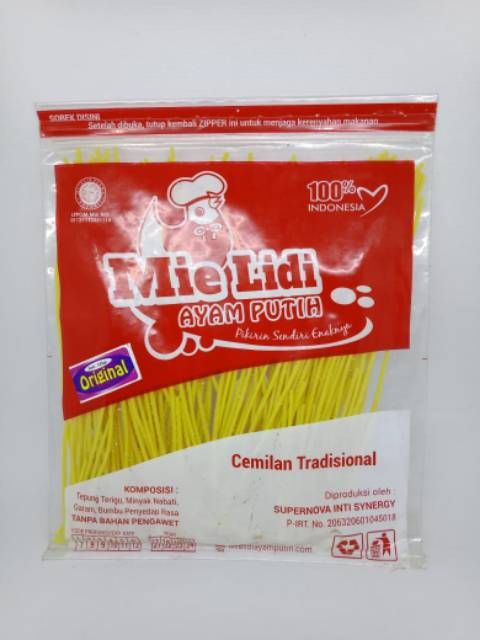 SOBEK DISINI
Setelah dibuka, tutup kembali ZIPPER ini untuk menjaga kerenyahan makanan
100%
INDONESIA
Mie Lidi
AYAM PUTIH
Pikirin Sendiri Enaknya
Original
Cemilan Tradisional
KOMPOSISI :
Tepung Terigu, Minyak Nabati,
Garam, Bumbu Penyedap Rasa
TANPA BAHAN PENGAWET
Diproduksi oleh :
SUPERNOVA INTI SYNERGY
P-IRT. No. 206320601045018